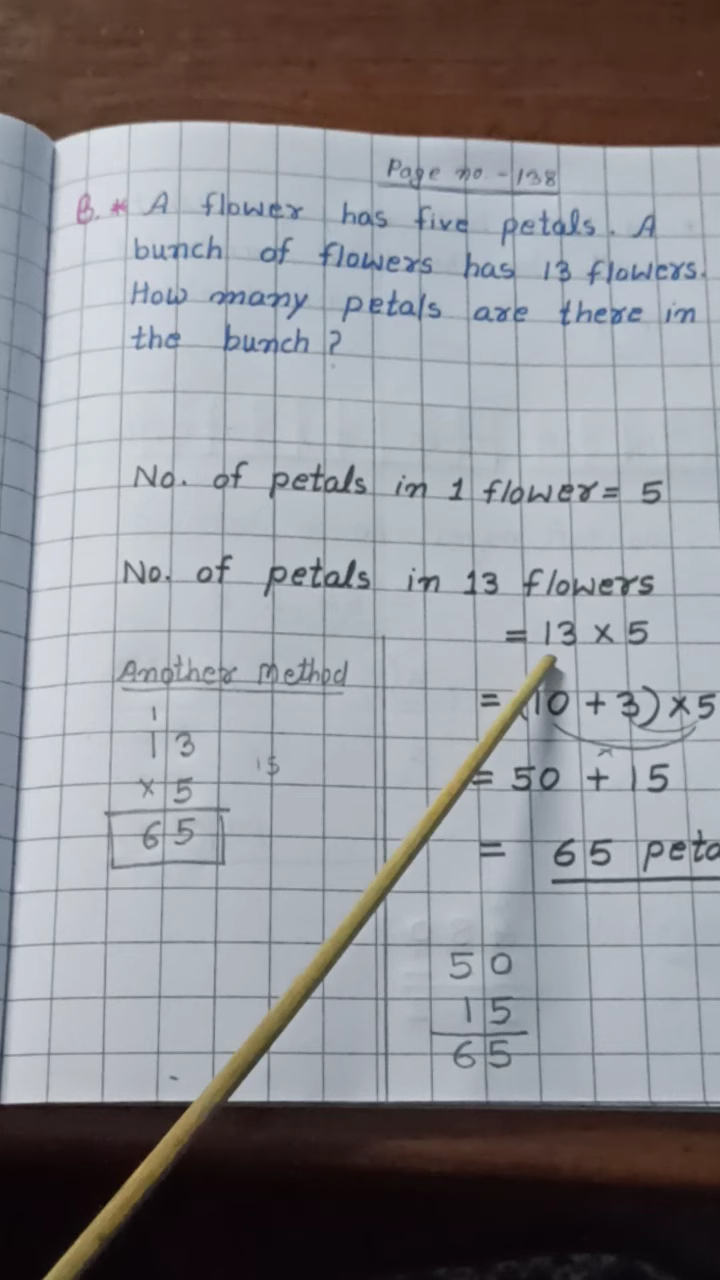 Page no - 138
B. * A flower has five petals. A
bunch of flowers has 13 flowers.
How many petals are there in
the bunch?
No. of petals in 1 flower = 5
No. of petals in 13 flowers
= 13 × 5
= (10 + 3) × 5
= 50 + 15
= 65 peta
50
15
65
Another method
1
13
× 5
65
15